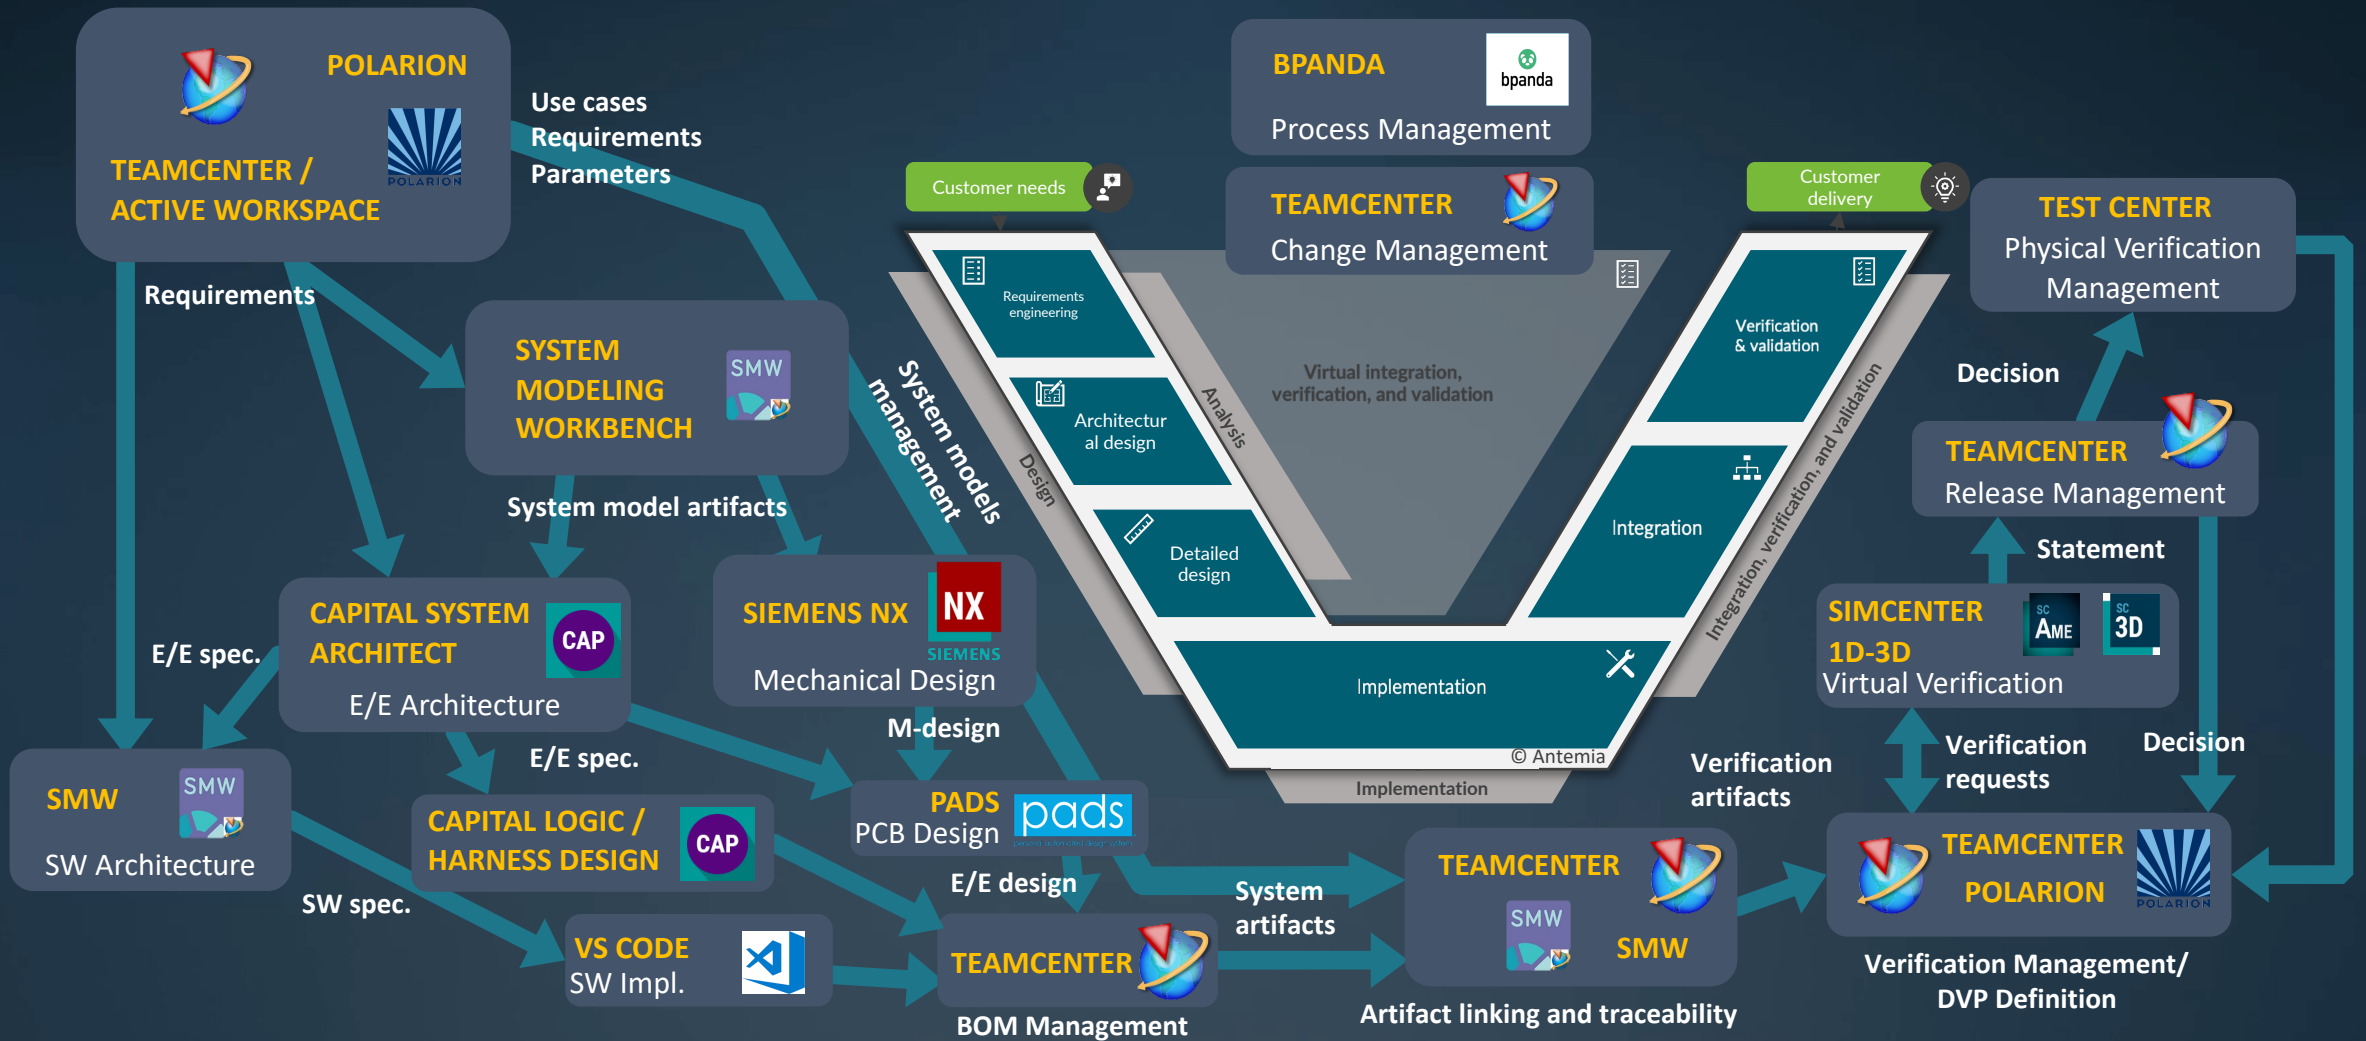 POLARION
POLARION
TEAMCENTER /
ACTIVE WORKSPACE
Use cases
Requirements
Parameters
BPANDA
bpanda
Process Management
Customer needs
TEAMCENTER
Change Management
Customer
delivery
TEST CENTER
Physical Verification
Management
Requirements
SYSTEM
MODELING
WORKBENCH
SMW
System models
management
Requirements
engineering
Architectur
al design
Detailed
design
Analysis
Design
Virtual integration,
verification, and validation
Verification
& validation
Integration
Integration, verification, and validation
Implementation
© Antemia
Implementation
Decision
TEAMCENTER
Release Management
Statement
System model artifacts
CAPITAL SYSTEM
ARCHITECT
CAP
E/E Architecture
SIEMENS NX
NX
SIEMENS
Mechanical Design
SIMCENTER
1D-3D
SC
AME
SC
3D
Virtual Verification
E/E spec.
E/E spec.
M-design
Verification
artifacts
Verification
requests
Decision
SMW
SMW
SW Architecture
CAPITAL LOGIC /
HARNESS DESIGN
CAP
PADS
PCB Design
pads
E/E design
SW spec.
VS CODE
SW Impl.
TEAMCENTER
BOM Management
System
artifacts
TEAMCENTER
SMW
SMW
Artifact linking and traceability
TEAMCENTER
POLARION
POLARION
Verification Management/
DVP Definition